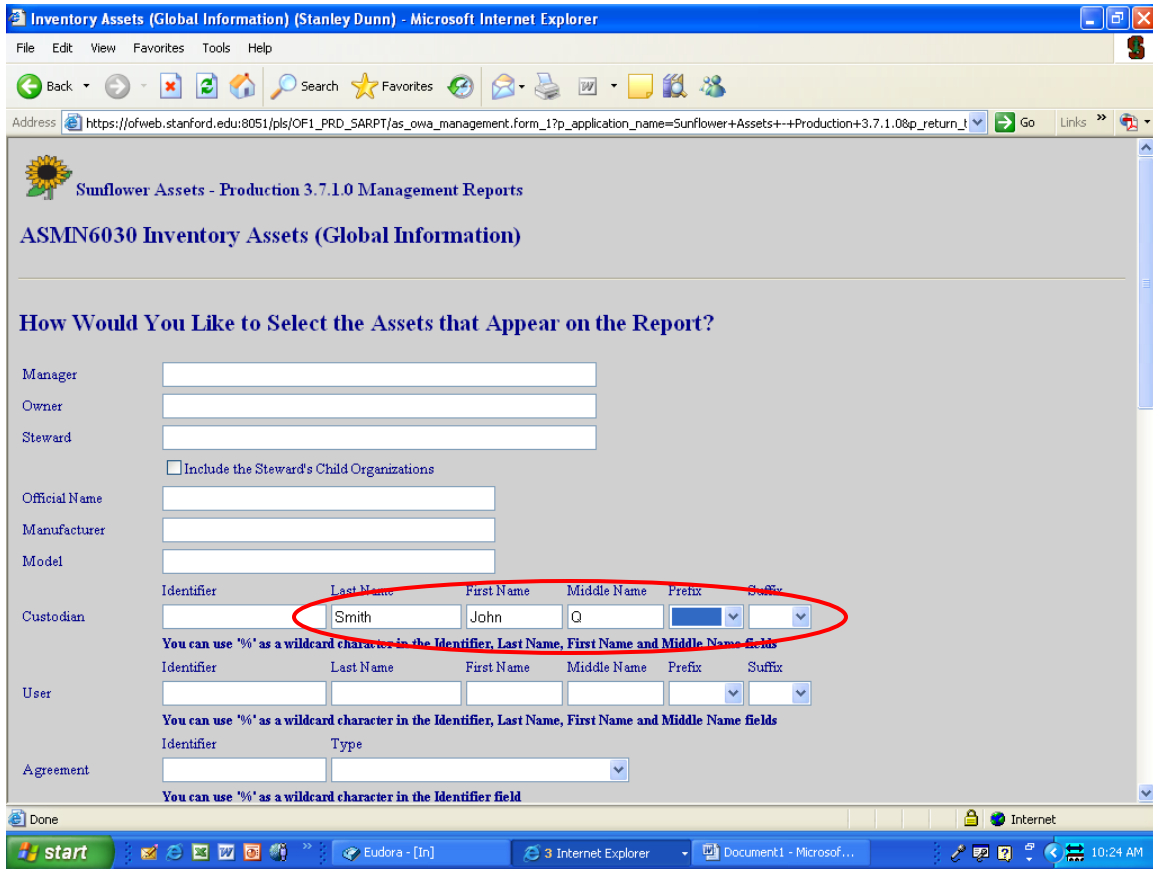 Inventory Assets (Global Information) (Stanley Dunn) - Microsoft Internet Explorer
File Edit View Favorites Tools Help
Back Search Favorites
Address https://ofweb.stanford.edu:8051/pls/OF1_PRD_SARPT/as_owa_management.form_1?p_application_name=Sunflower+Assets+-+Production+3.7.1.0&p_return_t Go Links »
Sunflower Assets - Production 3.7.1.0 Management Reports
ASMN6030 Inventory Assets (Global Information)
How Would You Like to Select the Assets that Appear on the Report?
Manager
Owner
Steward
Include the Steward's Child Organizations
Official Name
Manufacturer
Model
Identifier Last Name First Name Middle Name Prefix Suffix
Custodian Smith John Q
You can use '%' as a wildcard character in the Identifier, Last Name, First Name and Middle Name fields
Identifier Last Name First Name Middle Name Prefix Suffix
User
You can use '%' as a wildcard character in the Identifier, Last Name, First Name and Middle Name fields
Identifier Type
Agreement
You can use '%' as a wildcard character in the Identifier field
Done Internet
start » Eudora - [In] 3 Internet Explorer Document1 - Microsof... 10:24 AM